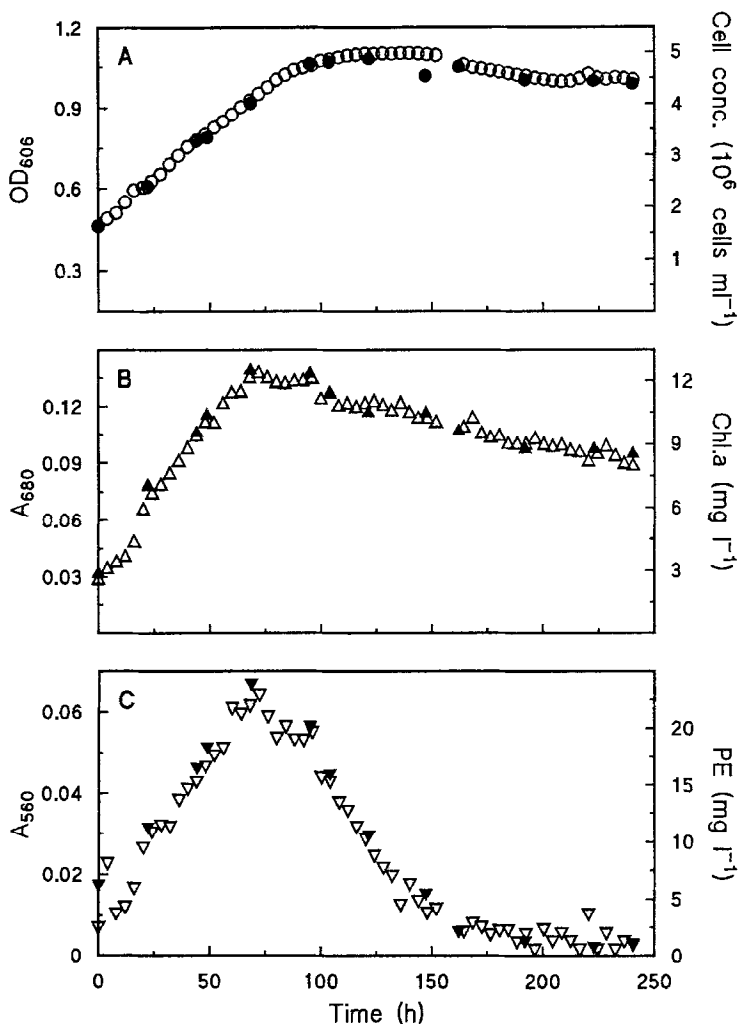 A
1.2
0.9
0.6
0.3
OD606
5
4
3
2
1
Cell conc. (10⁶ cells ml⁻¹)
B
0.12
0.09
0.06
0.03
A680
12
9
6
3
Chl.a (mg l⁻¹)
C
0.06
0.04
0.02
0
A560
20
15
10
5
0
PE (mg l⁻¹)
0 50 100 150 200 250
Time (h)